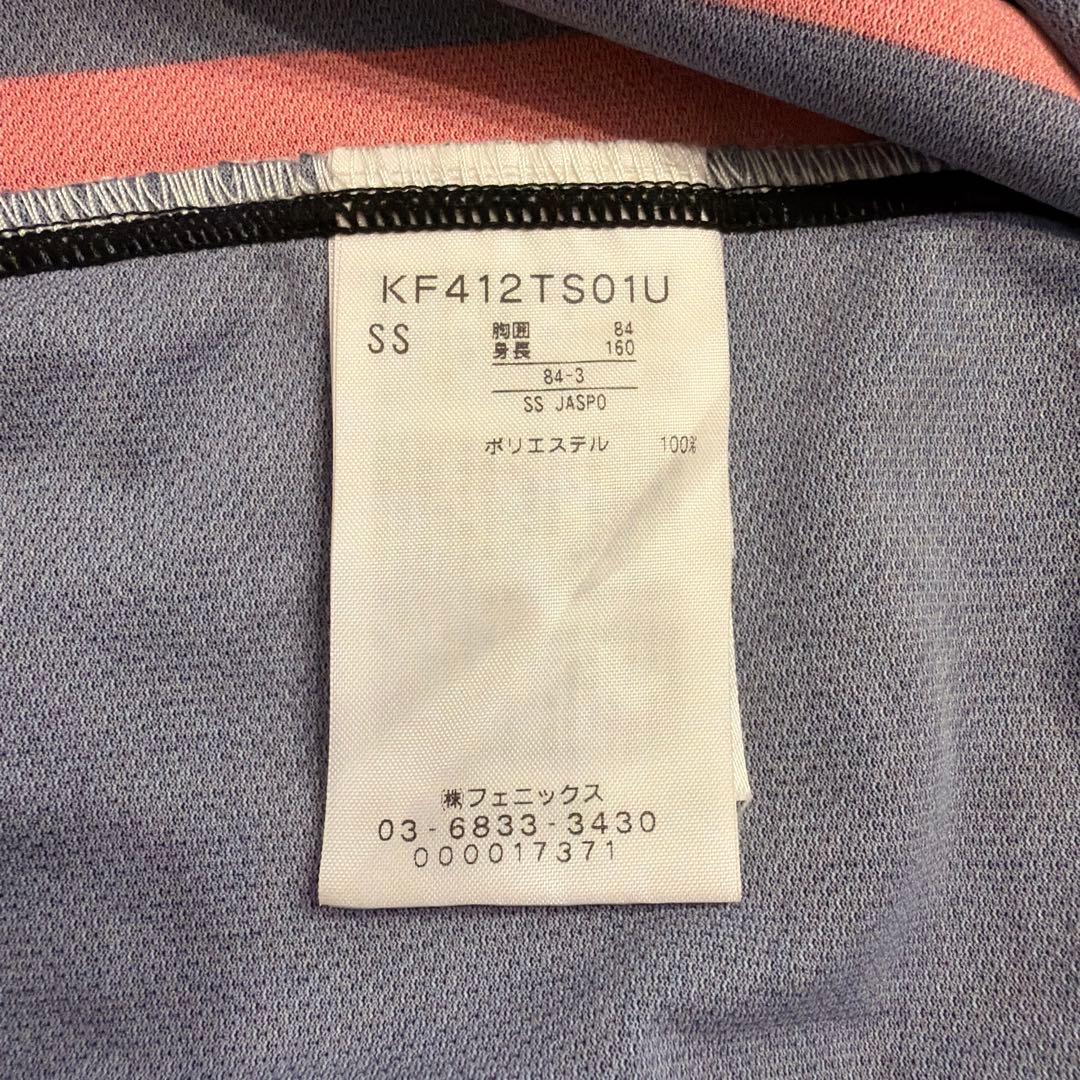 KF412TS01U
SS 胸囲 84
身長 160
84-3
SS JASPO
ポリエステル 100%
㈱フェニックス
03-6833-3430
000017371